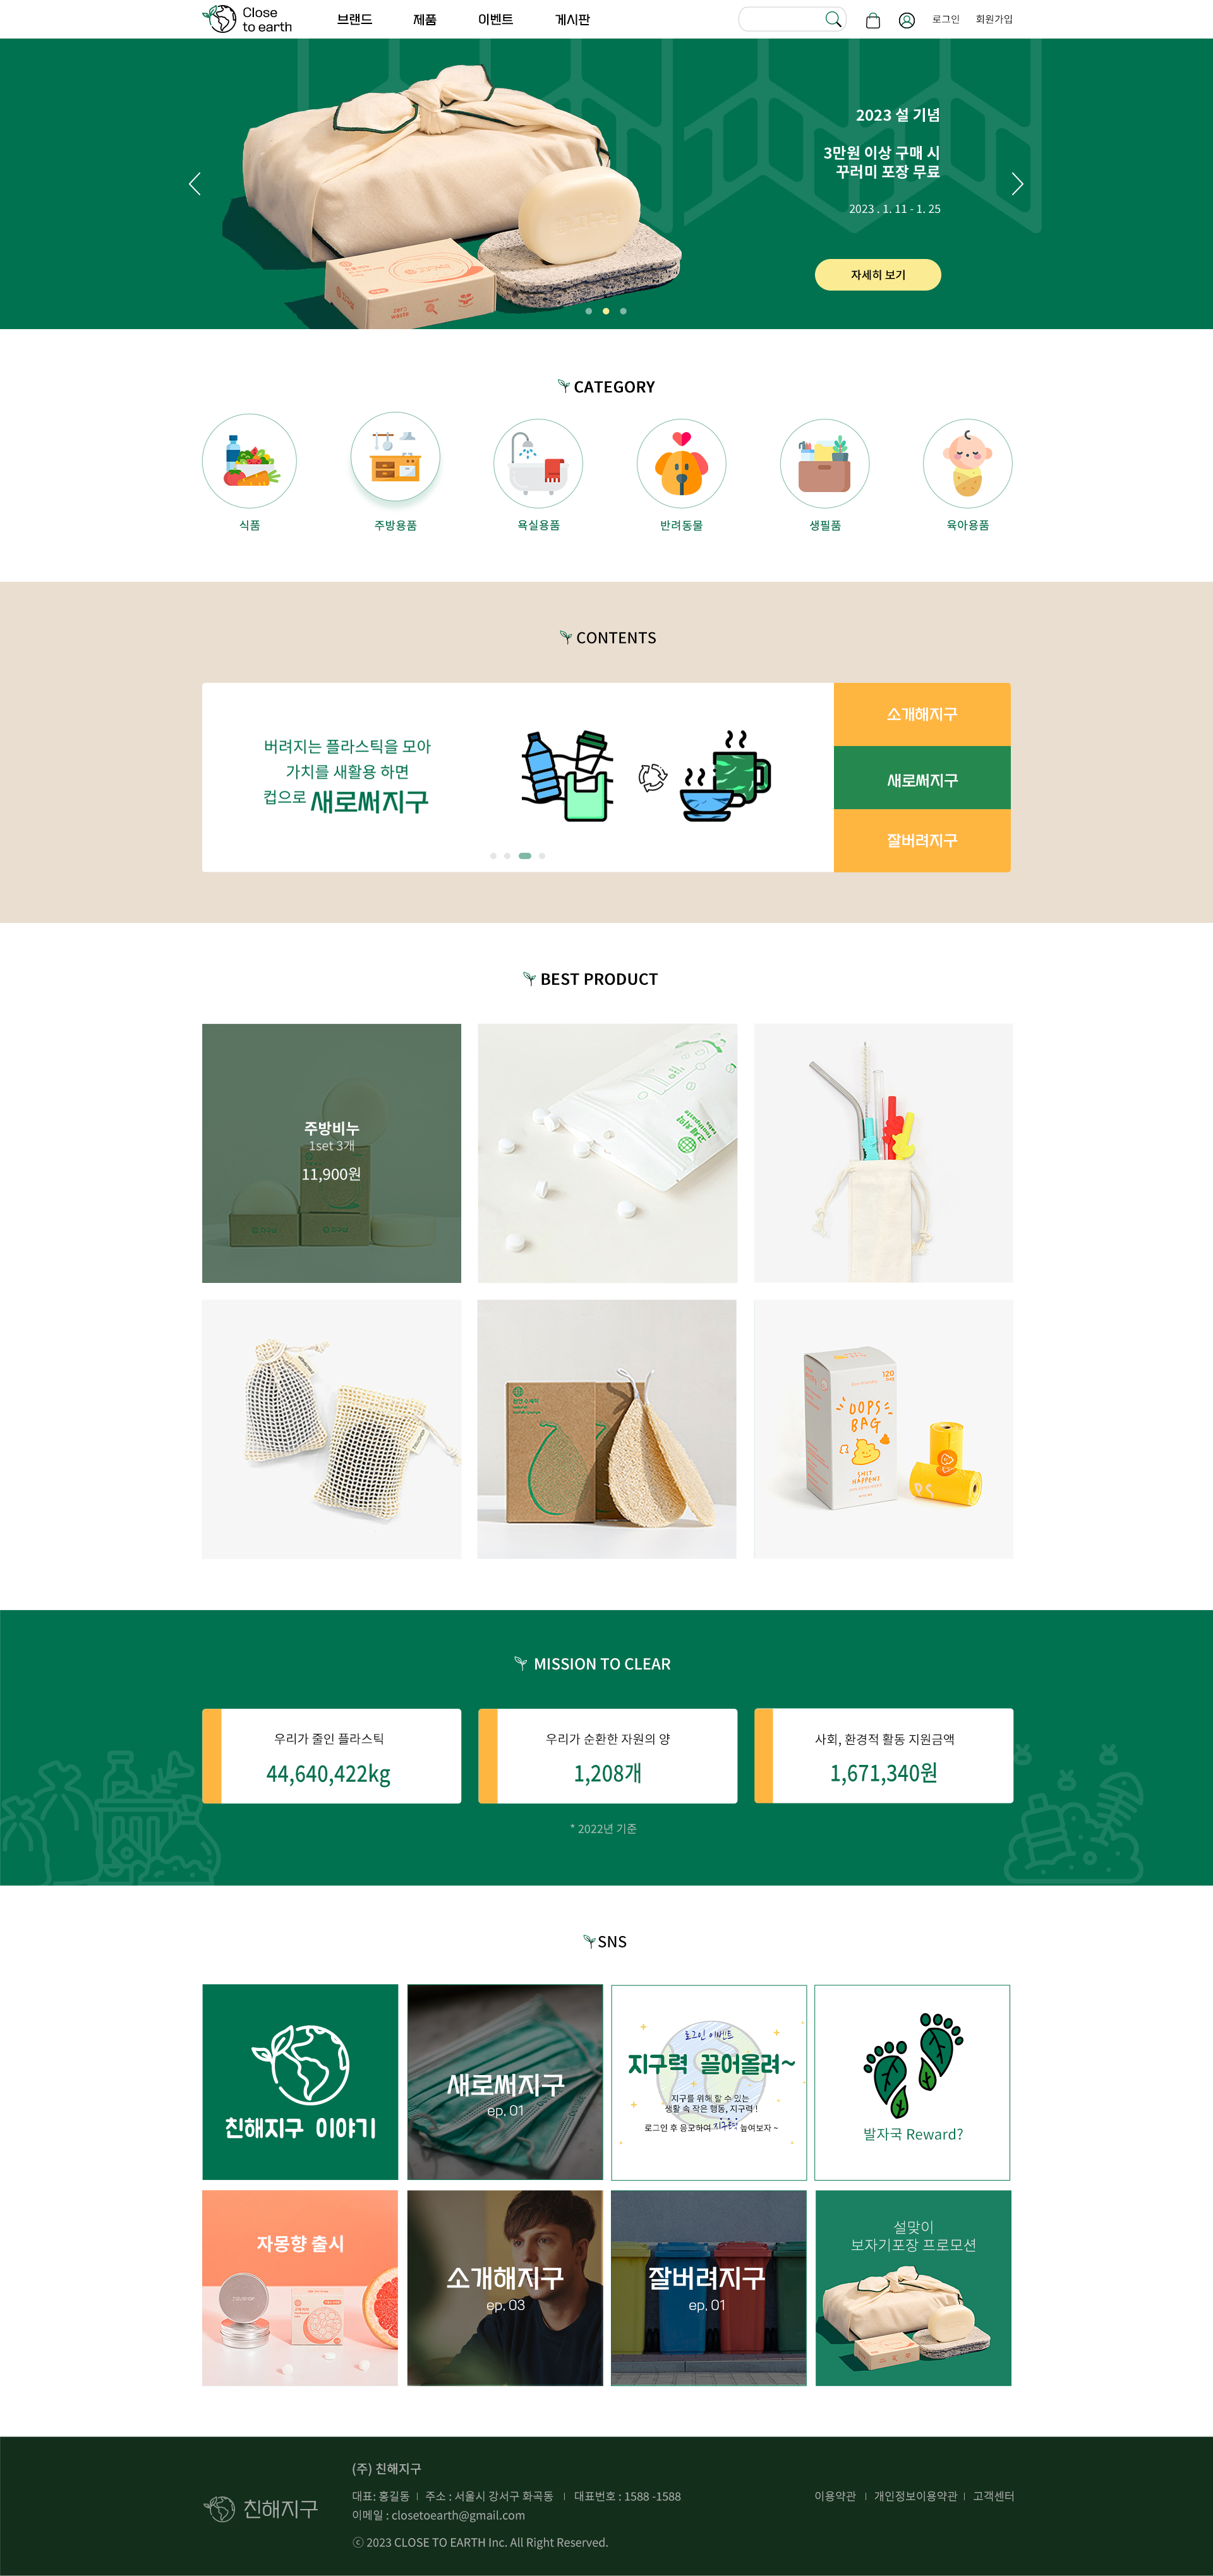 Close
to earth
브랜드
제품
이벤트
게시판
로그인
회원가입
2023 설 기념
3만원 이상 구매 시
꾸러미 포장 무료
2023 . 1. 11 - 1. 25
자세히 보기
지구샵
zero
waste
CATEGORY
식품
주방용품
욕실용품
반려동물
생필품
육아용품
CONTENTS
버려지는 플라스틱을 모아
가치를 새활용 하면
컵으로 새로써지구
소개해지구
새로써지구
잘버려지구
BEST PRODUCT
주방비누
1set 3개
11,900원
천연 수세미
120
OOPS
BAG
SHIT
HAPPENS
MISSION TO CLEAR
우리가 줄인 플라스틱
44,640,422kg
우리가 순환한 자원의 양
1,208개
사회, 환경적 활동 지원금액
1,671,340원
* 2022년 기준
SNS
친해지구 이야기
새로써지구
ep. 01
로그인 이벤트
지구력 끌어올려~
지구를 위해 할 수 있는
생활 속 작은 행동, 지구력 !
로그인 후 응모하여 지구력 높여보자 ~
발자국 Reward?
자몽향 출시
소개해지구
ep. 03
잘버려지구
ep. 01
설맞이
보자기포장 프로모션
친해지구
(주) 친해지구
대표: 홍길동 | 주소 : 서울시 강서구 화곡동 | 대표번호 : 1588 -1588
이메일 : closetoearth@gmail.com
ⓒ 2023 CLOSE TO EARTH Inc. All Right Reserved.
이용약관 | 개인정보이용약관 | 고객센터